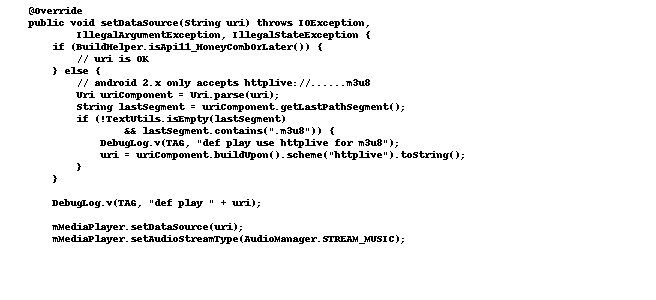 @Override
public void setDataSource(String uri) throws IOException,
        IllegalArgumentException, IllegalStateException {
    if (BuildHelper.isApi11_HoneyCombOrLater()) {
        // uri is OK
    } else {
        // android 2.x only accepts httplive://......m3u8
        Uri uriComponent = Uri.parse(uri);
        String lastSegment = uriComponent.getLastPathSegment();
        if (!TextUtils.isEmpty(lastSegment)
                && lastSegment.contains(".m3u8")) {
            DebugLog.v(TAG, "def play use httplive for m3u8");
            uri = uriComponent.buildUpon().scheme("httplive").toString();
        }
    }
    DebugLog.v(TAG, "def play " + uri);
    mMediaPlayer.setDataSource(uri);
    mMediaPlayer.setAudioStreamType(AudioManager.STREAM_MUSIC);